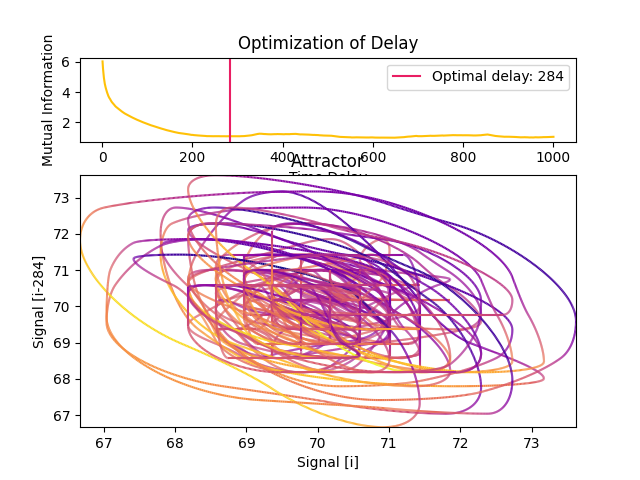 Optimization of Delay
Mutual Information
6
4
2
Optimal delay: 284
0 200 400 600 800 1000
Time Delay
Attractor
Signal [i-284]
73
72
71
70
69
68
67
67 68 69 70 71 72 73
Signal [i]